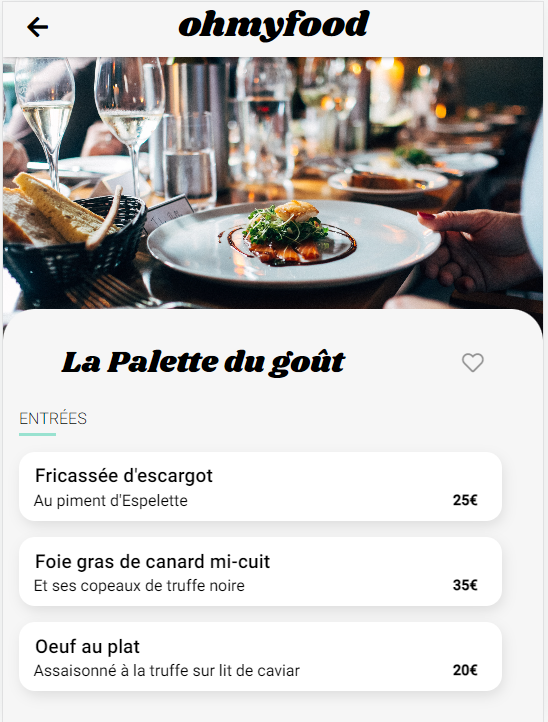 ohmyfood
La Palette du goût
ENTRÉES
Fricassée d'escargot
Au piment d'Espelette
25€
Foie gras de canard mi-cuit
Et ses copeaux de truffe noire
35€
Oeuf au plat
Assaisonné à la truffe sur lit de caviar
20€